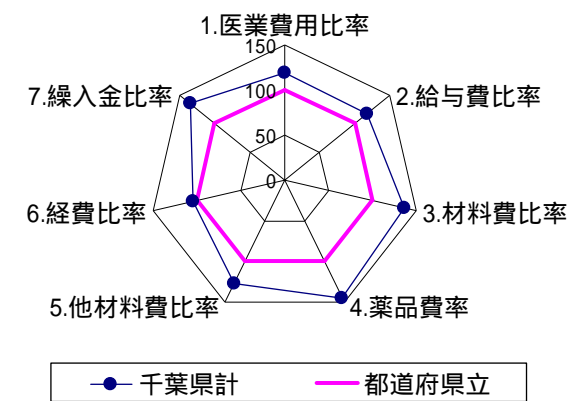 1.医業費用比率
150
7.繰入金比率
100
2.給与費比率
50
0
6.経費比率
3.材料費比率
5.他材料費比率
4.薬品費率
千葉県計
都道府県立